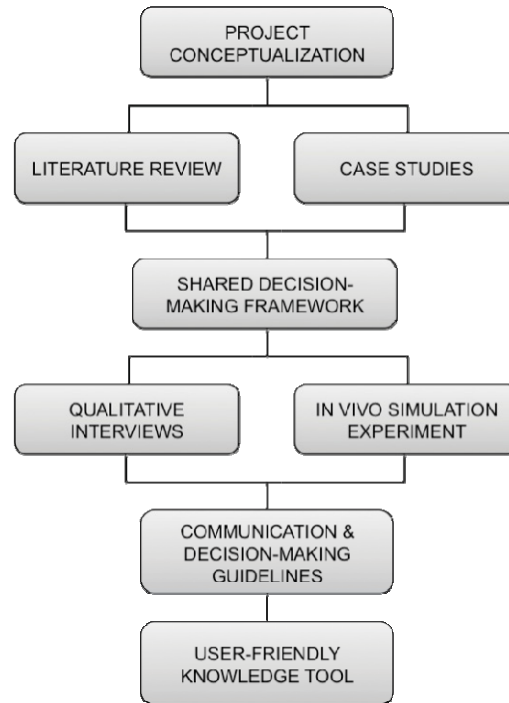 PROJECT
CONCEPTUALIZATION
LITERATURE REVIEW
CASE STUDIES
SHARED DECISION-
MAKING FRAMEWORK
QUALITATIVE
INTERVIEWS
IN VIVO SIMULATION
EXPERIMENT
COMMUNICATION &
DECISION-MAKING
GUIDELINES
USER-FRIENDLY
KNOWLEDGE TOOL